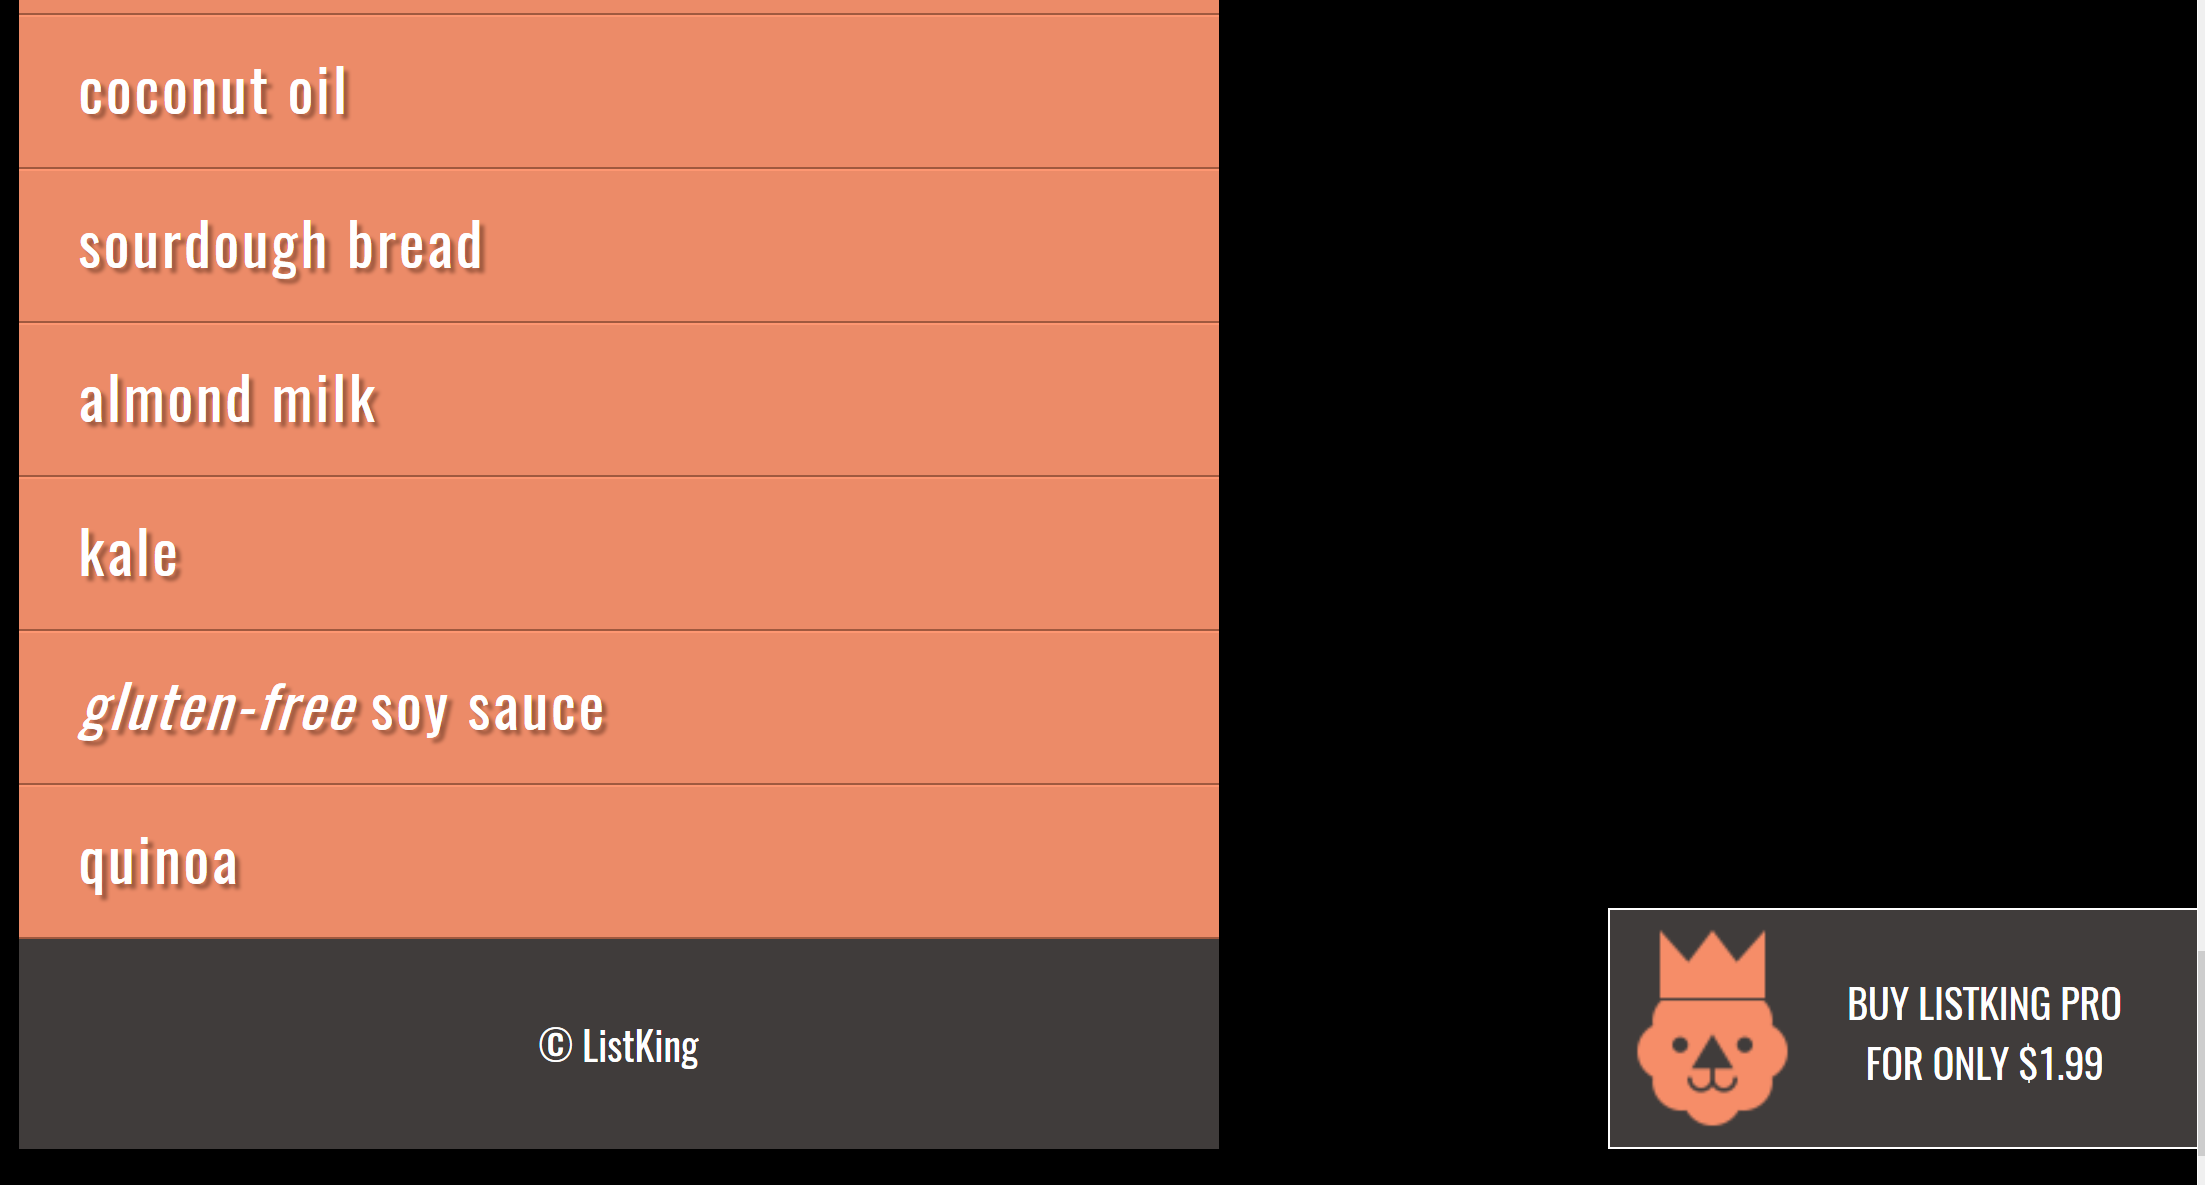 coconut oil
sourdough bread
almond milk
kale
gluten-free soy sauce
quinoa
© ListKing
BUY LISTKING PRO
FOR ONLY $1.99